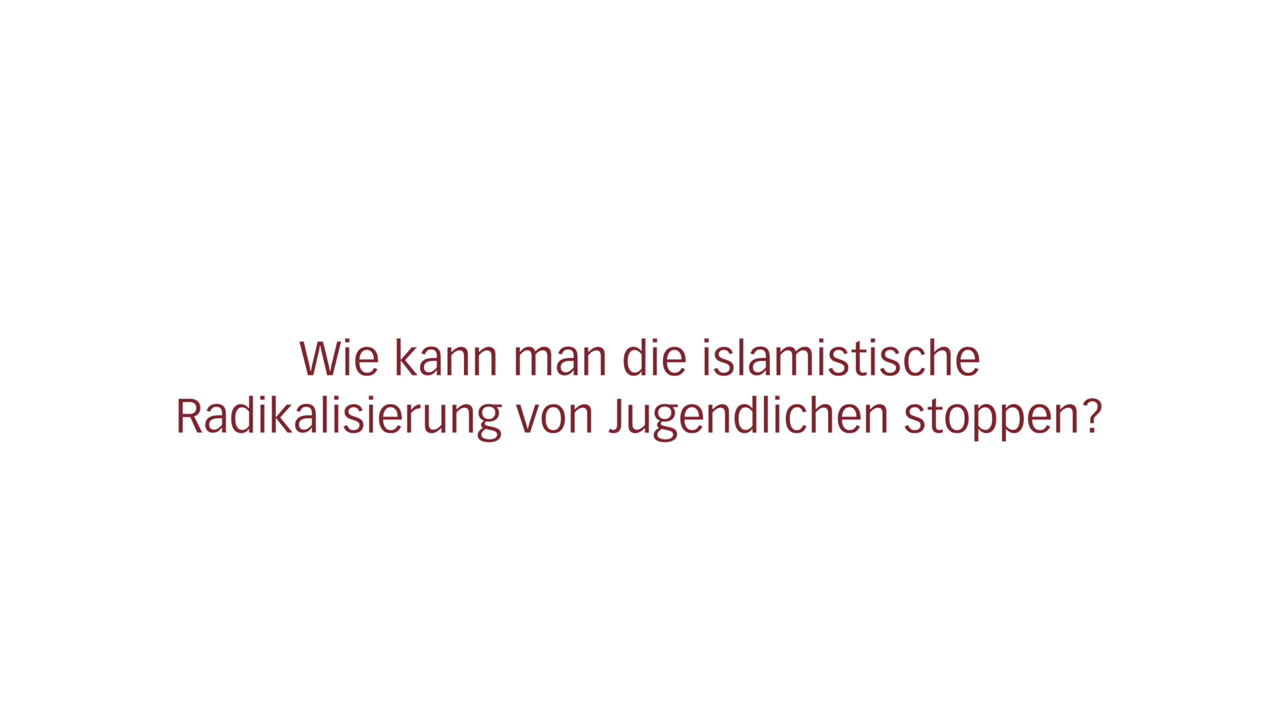 Wie kann man die islamistische
Radikalisierung von Jugendlichen stoppen?